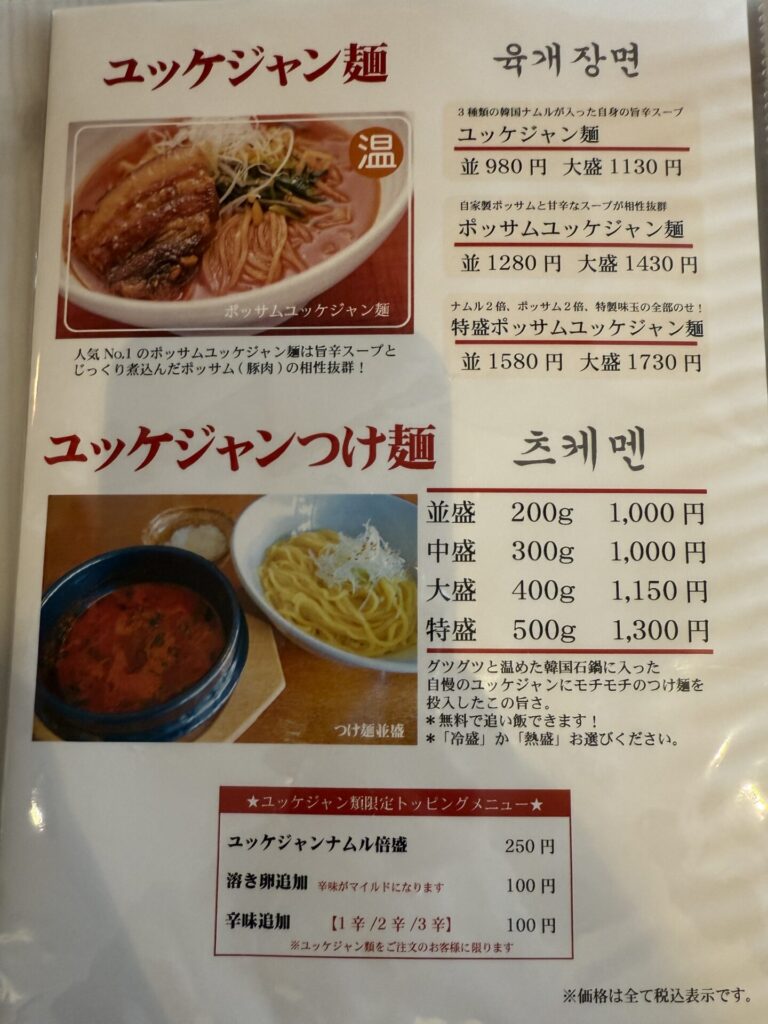 ユッケジャン麺
육개장면
温
ポッサムユッケジャン麺
人気 No.1 のポッサムユッケジャン麺は旨辛スープと
じっくり煮込んだポッサム(豚肉)の相性抜群！
3種類の韓国ナムルが入った自身の旨辛スープ
ユッケジャン麺
並 980 円 大盛 1130 円
自家製ポッサムと甘辛なスープが相性抜群
ポッサムユッケジャン麺
並 1280 円 大盛 1430 円
ナムル2倍、ポッサム2倍、特製味玉の全部のせ！
特盛ポッサムユッケジャン麺
並 1580 円 大盛 1730 円
ユッケジャンつけ麺
츠케멘
つけ麺並盛
並盛 200g 1,000 円
中盛 300g 1,000 円
大盛 400g 1,150 円
特盛 500g 1,300 円
グツグツと温めた韓国石鍋に入った
自慢のユッケジャンにモチモチのつけ麺を
投入したこの旨さ。
＊無料で追い飯できます！
＊「冷盛」か「熱盛」お選びください。
★ユッケジャン類限定トッピングメニュー★
ユッケジャンナムル倍盛 250 円
溶き卵追加 辛味がマイルドになります 100 円
辛味追加 【1 辛 /2 辛 /3 辛】 100 円
※ユッケジャン類をご注文のお客様に限ります
※価格は全て税込表示です。